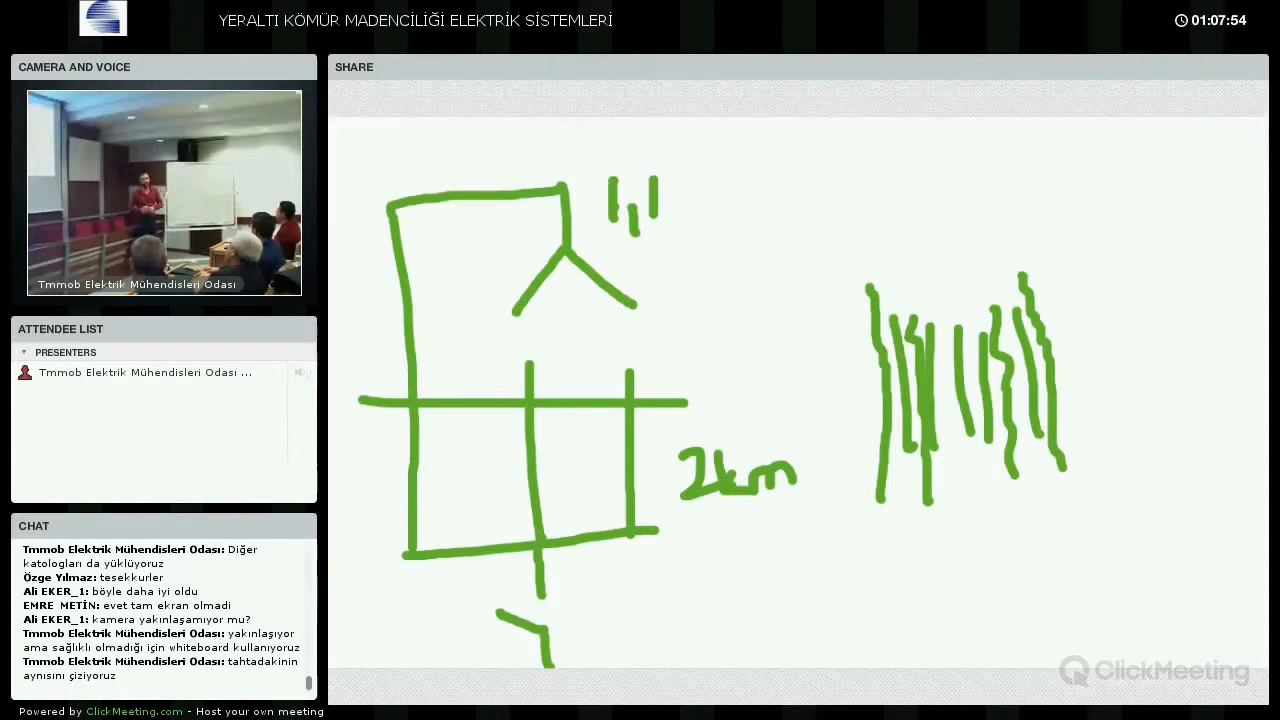 YERALTI KÖMÜR MADENCİLİĞİ ELEKTRİK SİSTEMLERİ
01:07:54
CAMERA AND VOICE
Tmmob Elektrik Mühendisleri Odası
ATTENDEE LIST
PRESENTERS
Tmmob Elektrik Mühendisleri Odası ...
CHAT
Tmmob Elektrik Mühendisleri Odası: Diğer
katologları da yüklüyoruz
Özge Yılmaz: tesekkurler
Ali EKER_1: böyle daha iyi oldu
EMRE METİN: evet tam ekran olmadi
Ali EKER_1: kamera yakınlaşamıyor mu?
Tmmob Elektrik Mühendisleri Odası: yakınlaşıyor
ama sağlıklı olmadığı için whiteboard kullanıyoruz
Tmmob Elektrik Mühendisleri Odası: tahtadakinin
aynısını çiziyoruz
Powered by ClickMeeting.com - Host your own meeting
SHARE
1,1
2km
ClickMeeting